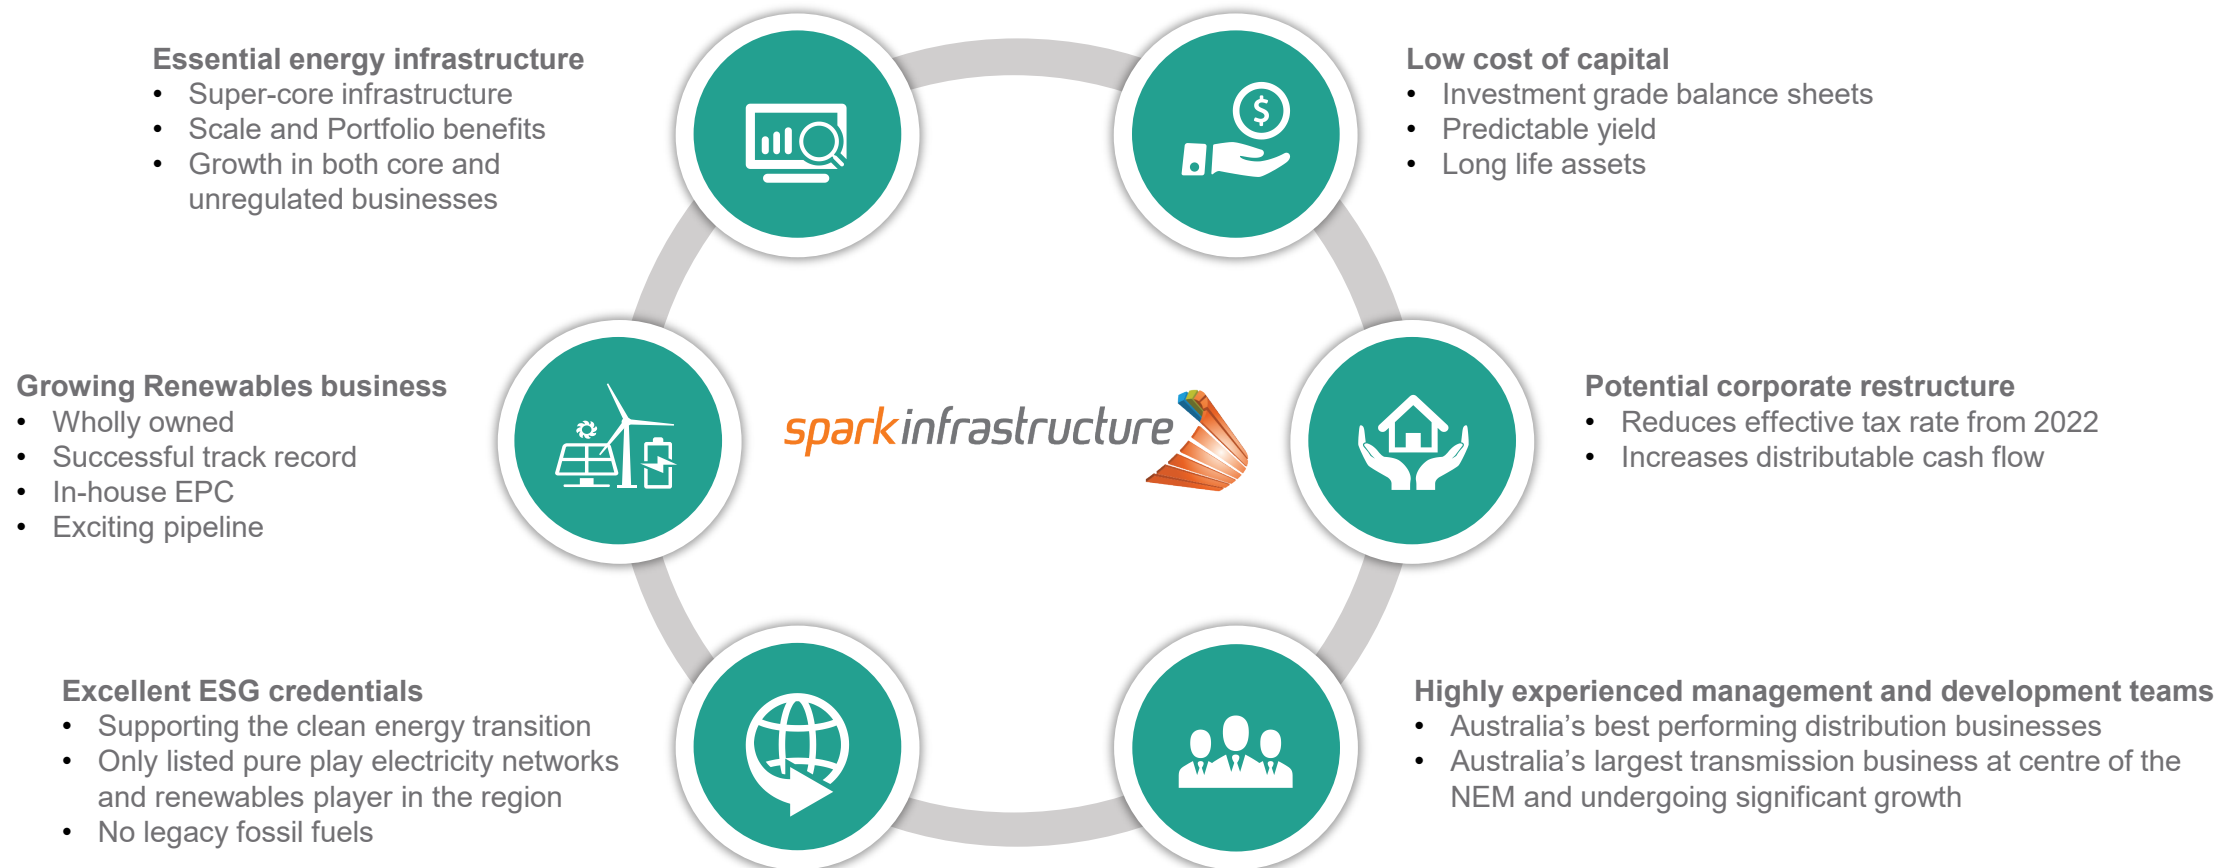 Essential energy infrastructure
• Super-core infrastructure
• Scale and Portfolio benefits
• Growth in both core and
unregulated businesses
Low cost of capital
• Investment grade balance sheets
• Predictable yield
• Long life assets
$
Growing Renewables business
• Wholly owned
• Successful track record
• In-house EPC
• Exciting pipeline
sparkinfrastructure
Potential corporate restructure
• Reduces effective tax rate from 2022
• Increases distributable cash flow
Excellent ESG credentials
• Supporting the clean energy transition
• Only listed pure play electricity networks
and renewables player in the region
• No legacy fossil fuels
Highly experienced management and development teams
• Australia’s best performing distribution businesses
• Australia’s largest transmission business at centre of the
NEM and undergoing significant growth